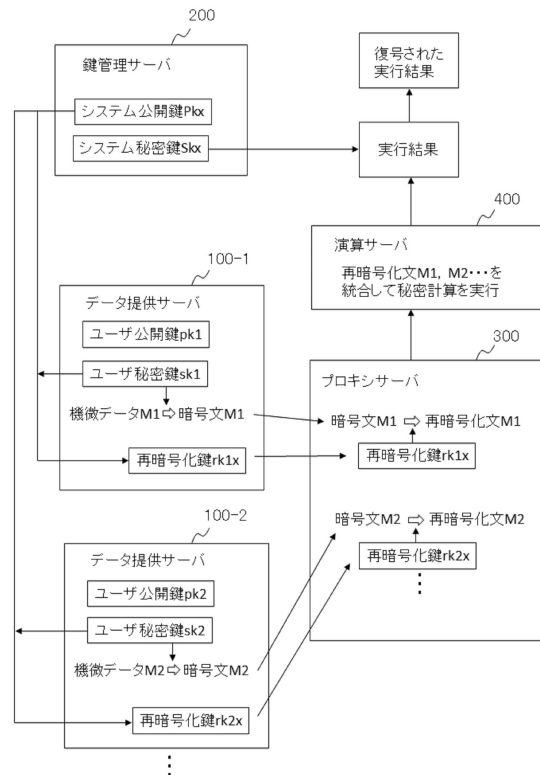 200
鍵管理サーバ
システム公開鍵Pkx
システム秘密鍵Skx
復号された
実行結果
実行結果
400
演算サーバ
再暗号化文M1, M2・・・を
統合して秘密計算を実行
100-1
データ提供サーバ
ユーザ公開鍵pk1
ユーザ秘密鍵sk1
機微データM1⇨暗号文M1
再暗号化鍵rk1x
300
プロキシサーバ
暗号文M1 ⇨ 再暗号化文M1
再暗号化鍵rk1x
暗号文M2 ⇨ 再暗号化文M2
再暗号化鍵rk2x
100-2
データ提供サーバ
ユーザ公開鍵pk2
ユーザ秘密鍵sk2
機微データM2⇨暗号文M2
再暗号化鍵rk2x